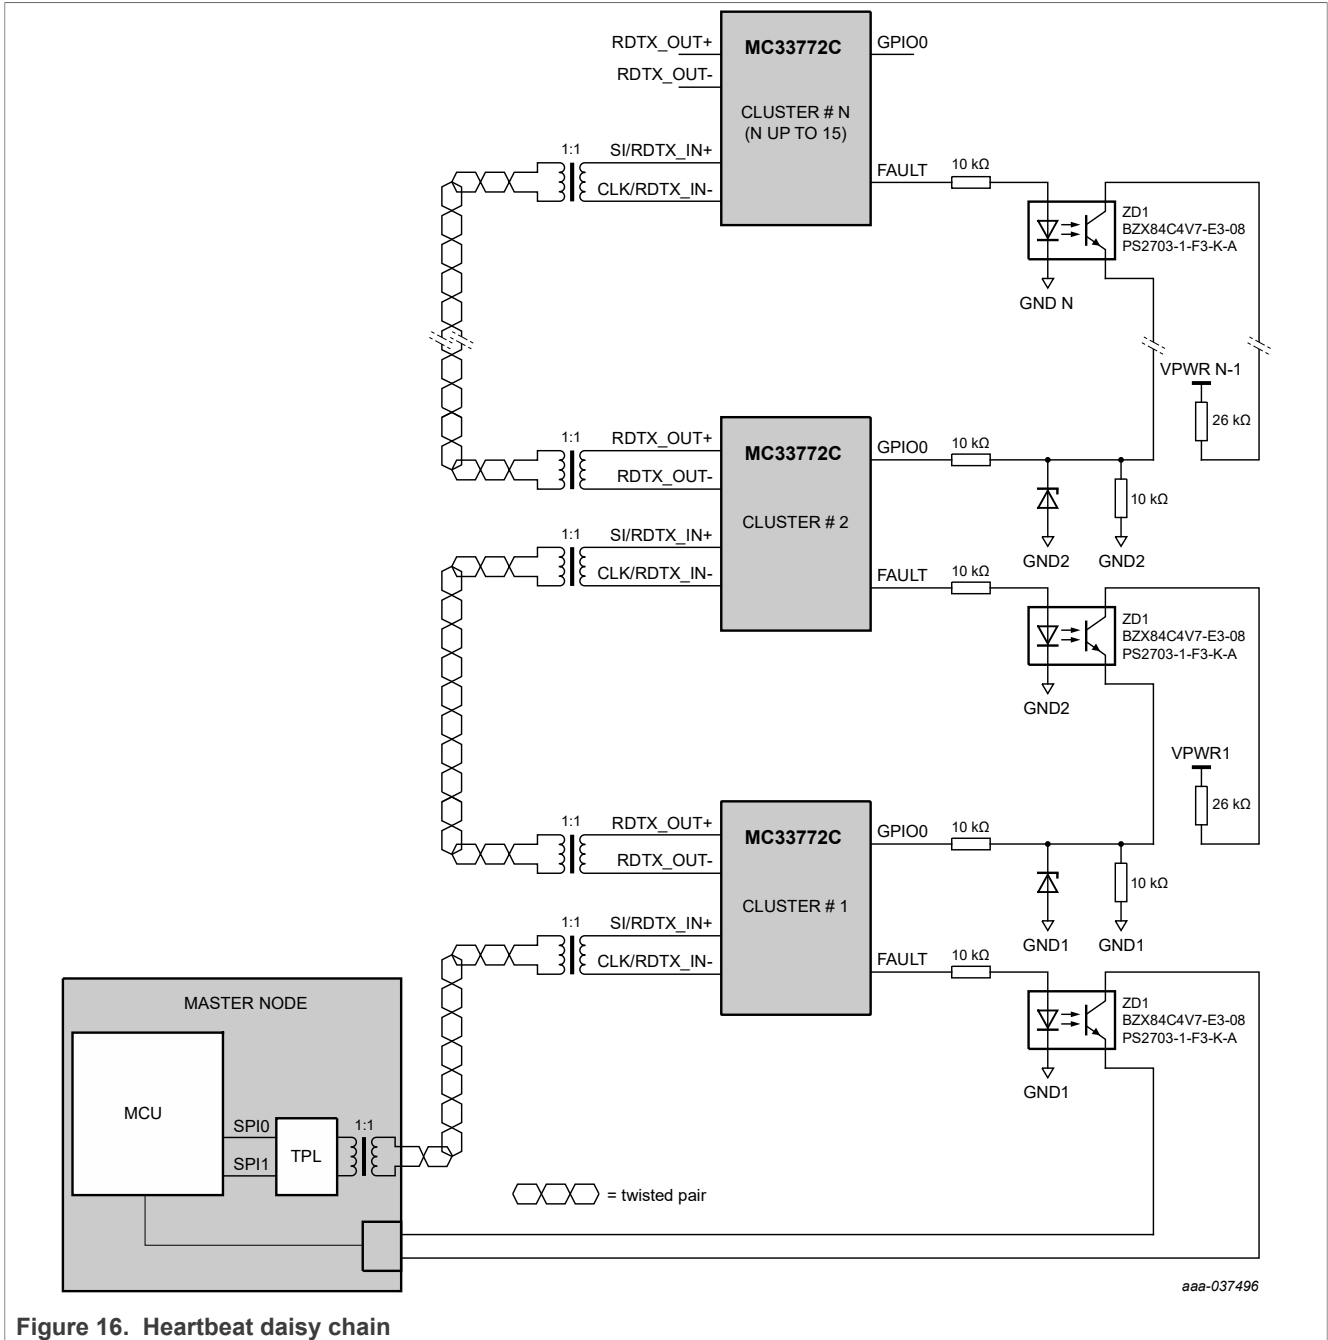 RDTX_OUT+
RDTX_OUT-
MC33772C
GPIO0
CLUSTER # N
(N UP TO 15)
1:1
SI/RDTX_IN+
CLK/RDTX_IN-
FAULT
10 kΩ
ZD1
BZX84C4V7-E3-08
PS2703-1-F3-K-A
GND N
VPWR N-1
26 kΩ
1:1
RDTX_OUT+
RDTX_OUT-
MC33772C
GPIO0
10 kΩ
10 kΩ
CLUSTER # 2
1:1
SI/RDTX_IN+
CLK/RDTX_IN-
GND2
GND2
FAULT
10 kΩ
ZD1
BZX84C4V7-E3-08
PS2703-1-F3-K-A
GND2
VPWR1
26 kΩ
1:1
RDTX_OUT+
RDTX_OUT-
MC33772C
GPIO0
10 kΩ
10 kΩ
CLUSTER # 1
1:1
SI/RDTX_IN+
CLK/RDTX_IN-
GND1
GND1
FAULT
10 kΩ
ZD1
BZX84C4V7-E3-08
PS2703-1-F3-K-A
GND1
MASTER NODE
MCU
SPI0
SPI1
TPL
1:1
= twisted pair
aaa-037496
Figure 16. Heartbeat daisy chain